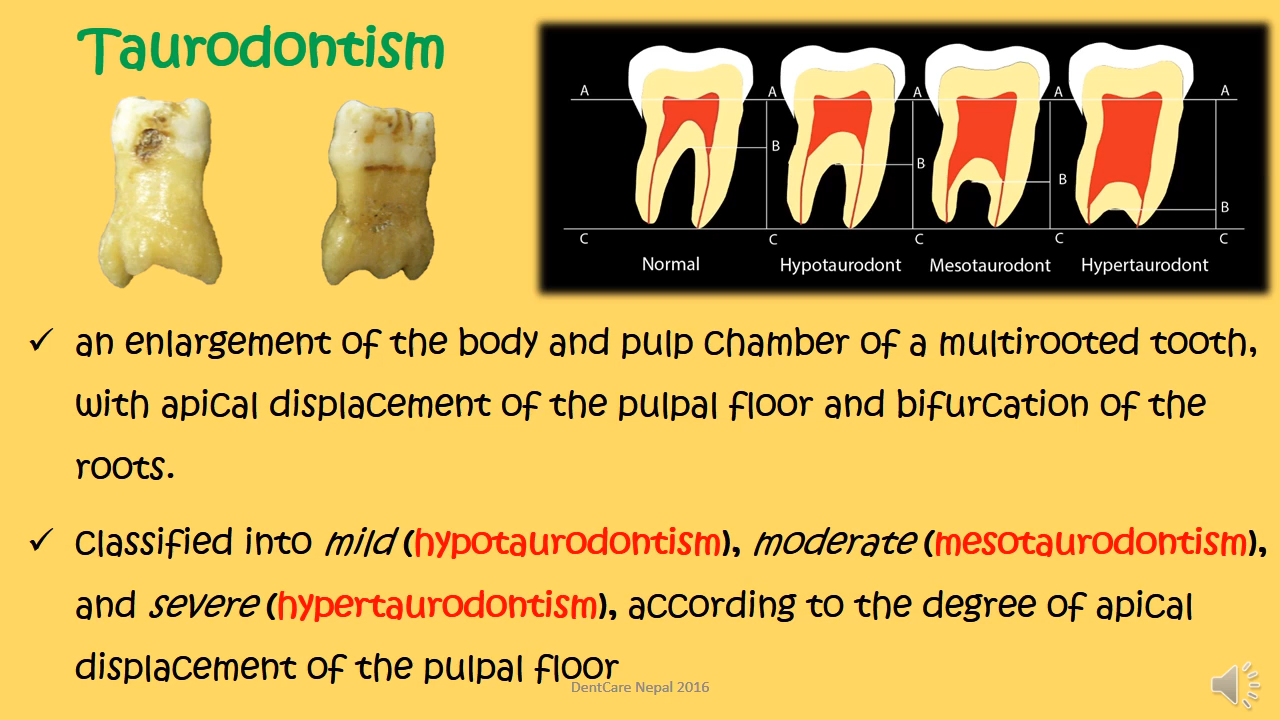 Taurodontism
A A A A A
B
B
B
B
C C C C C
Normal Hypotaurodont Mesotaurodont Hypertaurodont
✓ an enlargement of the body and pulp chamber of a multirooted tooth,
with apical displacement of the pulpal floor and bifurcation of the
roots.
✓ Classified into mild (hypotaurodontism), moderate (mesotaurodontism),
and severe (hypertaurodontism), according to the degree of apical
displacement of the pulpal floor
DentCare Nepal 2016